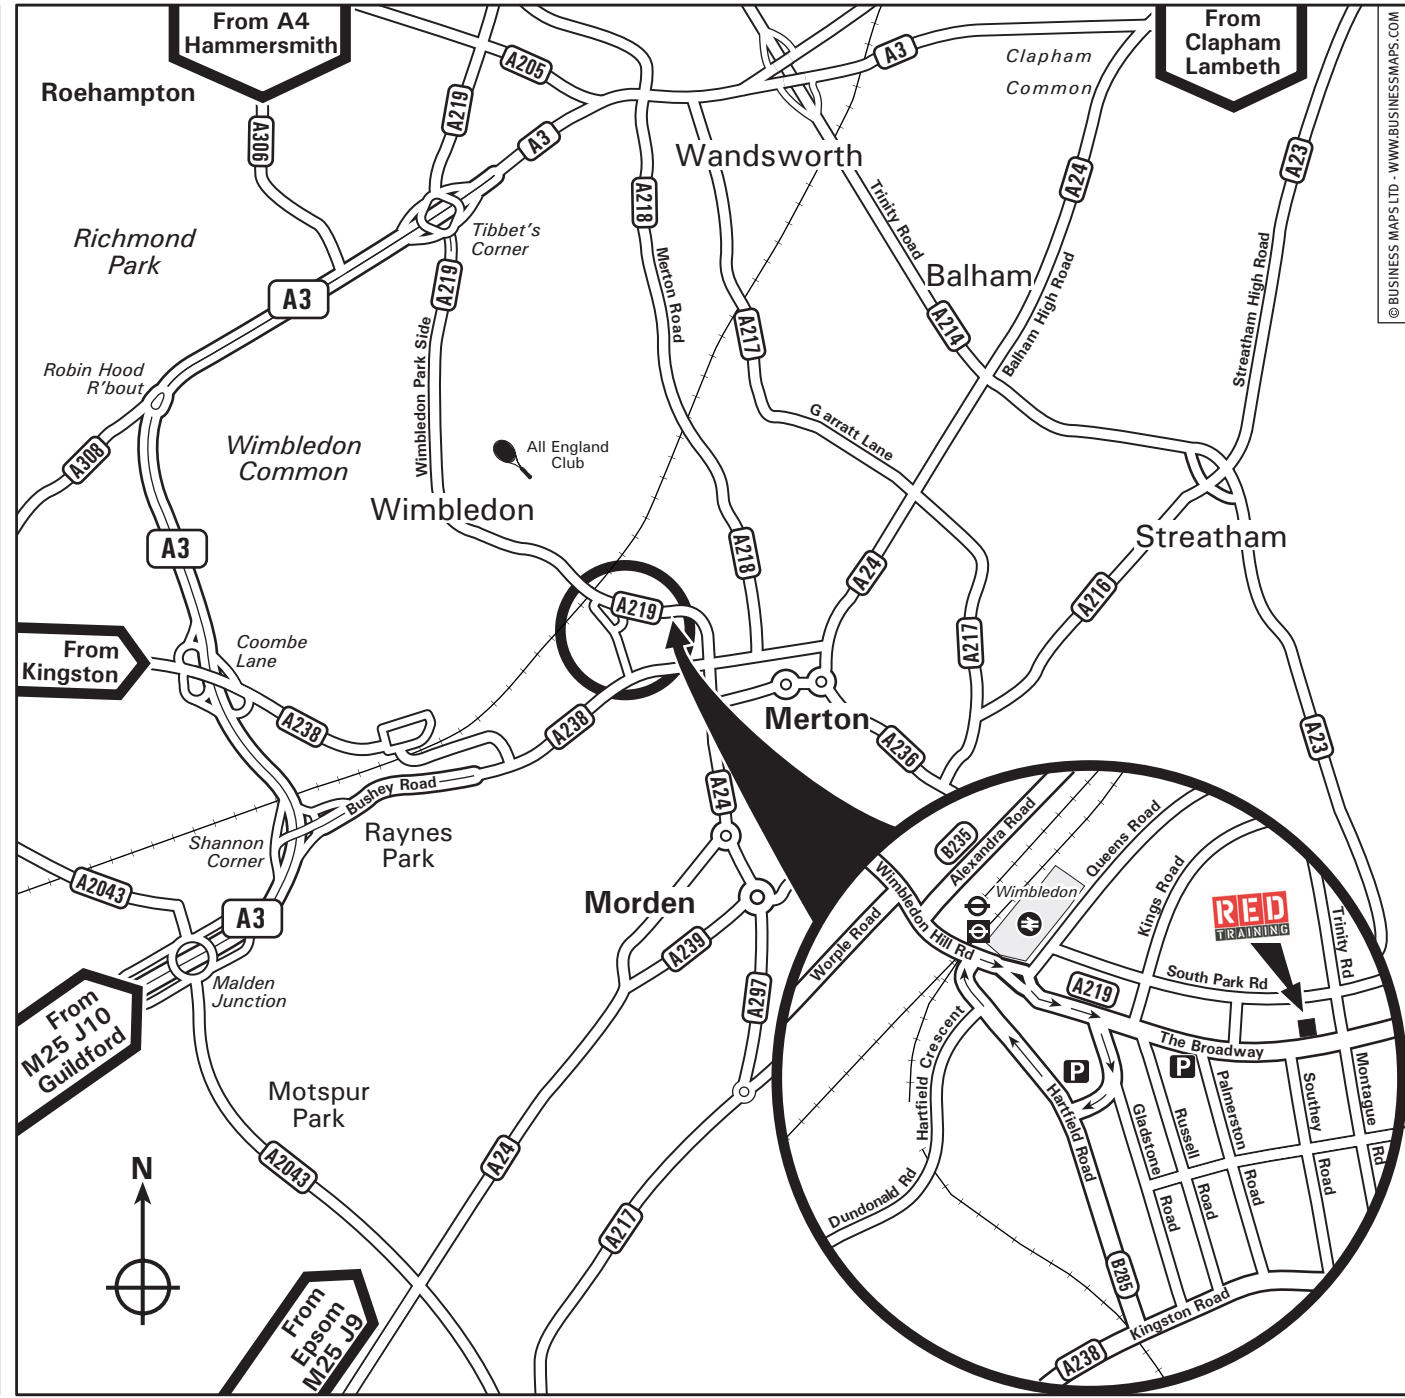 From A4
Hammersmith
From
Clapham
Lambeth
© BUSINESS MAPS LTD - WWW.BUSINESSMAPS.COM
Roehampton
A205
A3
Clapham
Common
A219
A306
A3
A23
Wandsworth
A24
A218
Trinity Road
Richmond
Park
Tibbet's
Corner
A219
A3
Merton Road
Balham
Balham High Road
Streatham High Road
A217
A214
Wimbledon Park Side
Robin Hood
R'bout
A308
Wimbledon
Common
All England
Club
Garratt Lane
Wimbledon
A3
A218
A24
Streatham
A219
A216
From
Kingston
Coombe
Lane
A217
A238
A238
Merton
A236
A23
A24
Bushey Road
Shannon
Corner
Raynes
Park
A2043
A3
Morden
A239
A297
Malden
Junction
From
M25 J10
Guildford
Motspur
Park
A2043
A24
A217
N
From
Epsom
M25 J9
B235
Alexandra Road
Queens Road
Wimbledon
Kings Road
Wimbledon Hill Rd
Worple Road
RED
TRAINING
Trinity Rd
South Park Rd
A219
The Broadway
Hartfield Crescent
P
P
Hartfield Road
Gladstone
Road
Russell
Road
Palmerston
Road
Southey
Road
Montague
Rd
Dundonald Rd
B285
Kingston Road
A238